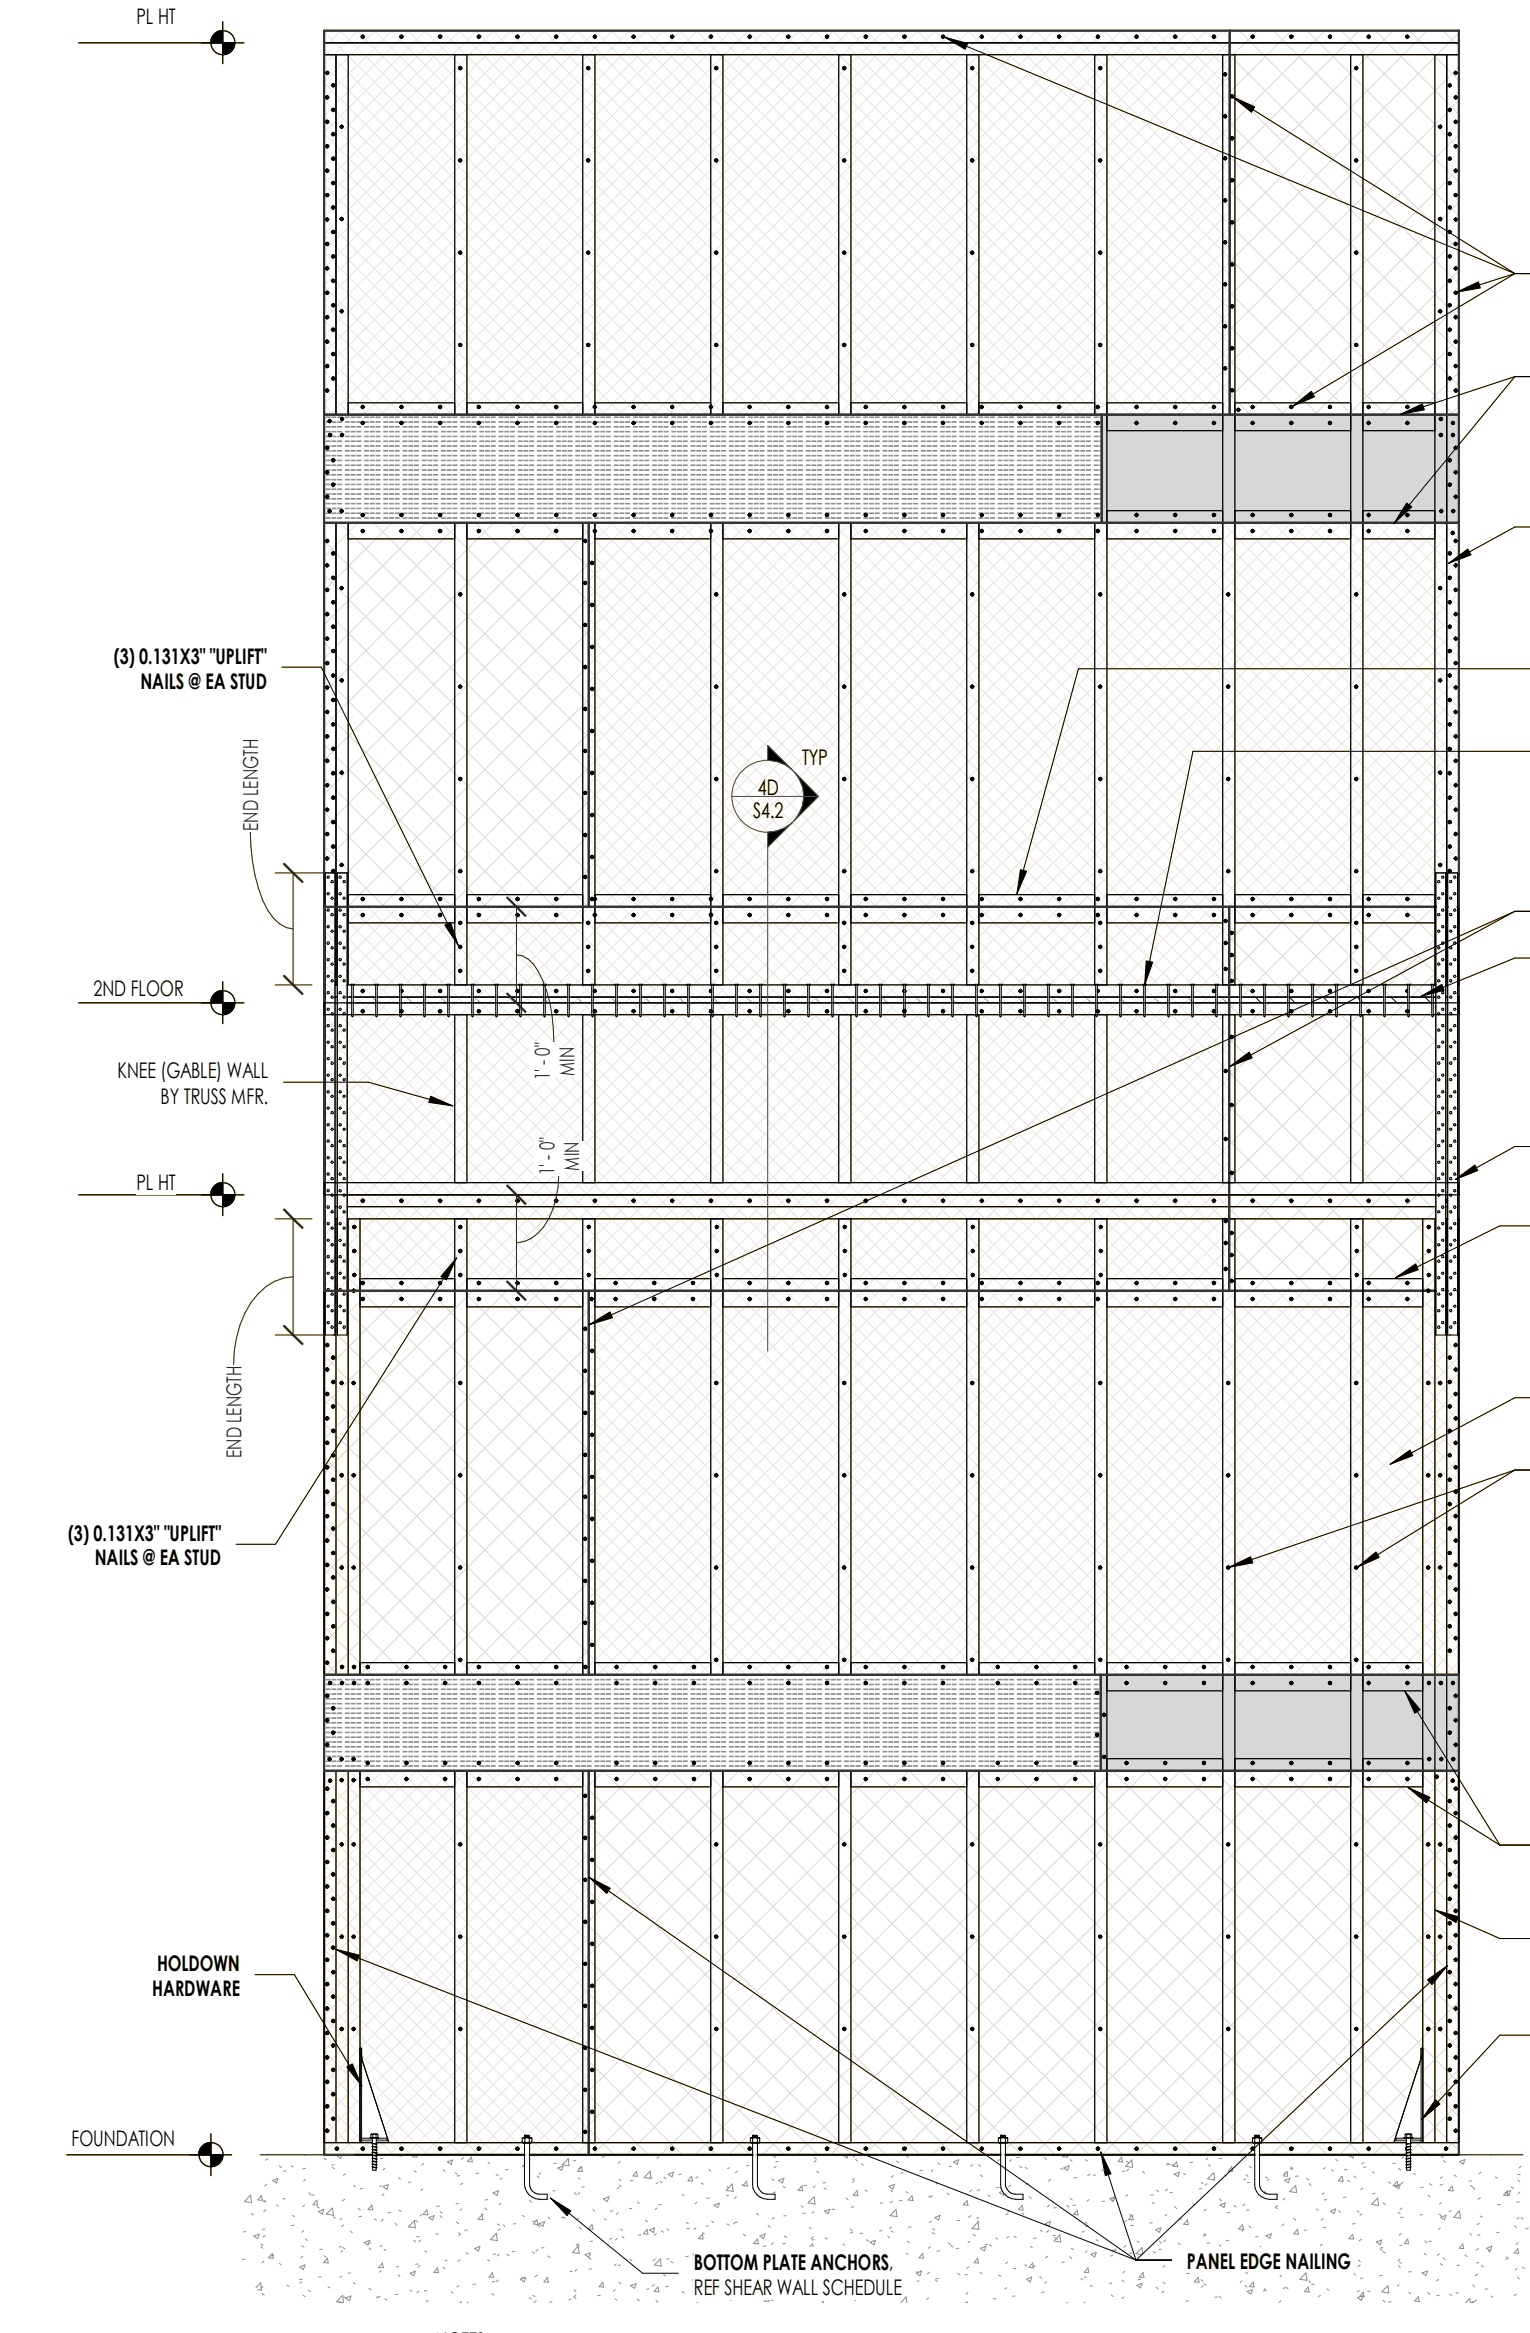 PL HT
(3) 0.131X3" "UPLIFT"
NAILS @ EA STUD
END LENGTH
TYP
4D
S4.2
2ND FLOOR
1' - 0"
MIN
KNEE (GABLE) WALL
BY TRUSS MFR.
1' - 0"
MIN
PL HT
END LENGTH
(3) 0.131X3" "UPLIFT"
NAILS @ EA STUD
HOLDOWN
HARDWARE
FOUNDATION
BOTTOM PLATE ANCHORS,
REF SHEAR WALL SCHEDULE
PANEL EDGE NAILING